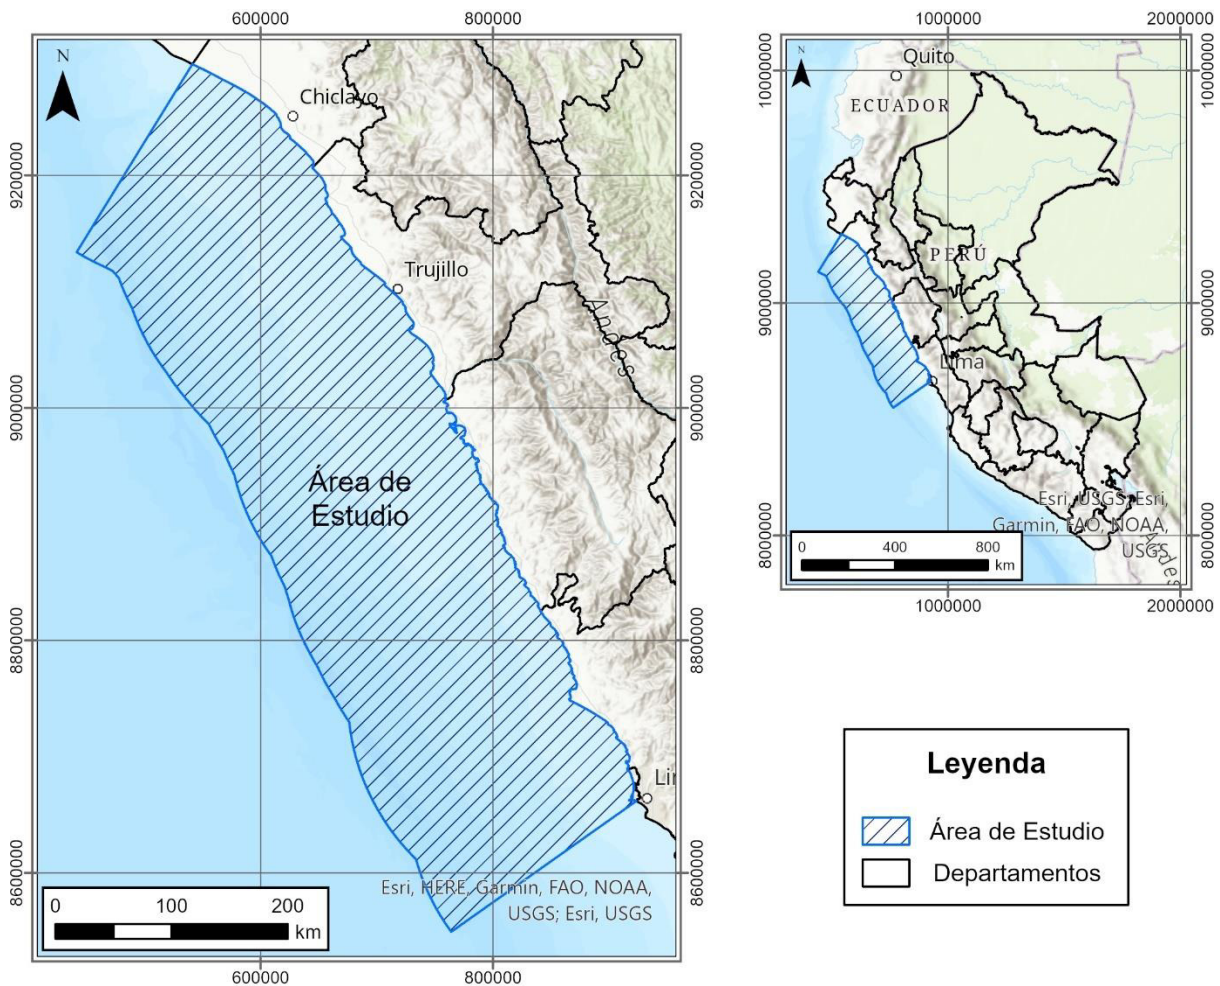 600000
800000
N
Chiclayo
Trujillo
Andes
Área de
Estudio
Lir
9200000
9000000
8800000
8600000
9200000
9000000
8800000
8600000
Esri, HERE, Garmin, FAO, NOAA,
USGS; Esri, USGS
0
100
200
km
600000
800000
1000000
2000000
N
Quito
ECUADOR
PERÚ
Lima
10000000
9000000
8000000
10000000
9000000
8000000
Esri, USGS; Esri,
Garmin, FAO, NOAA,
USGS
Andes
0
400
800
km
1000000
2000000
Leyenda
Área de Estudio
Departamentos